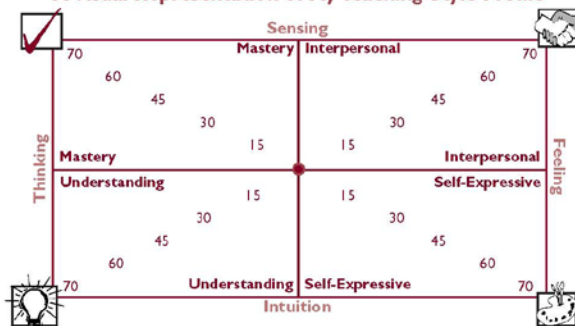 Sensing
70 Mastery Interpersonal 70
60 60
45 45
30 30
15 15
Thinking
Feeling
Mastery Interpersonal
Understanding Self-Expressive
15 15
30 30
45 45
60 60
70 Understanding Self-Expressive 70
Intuition